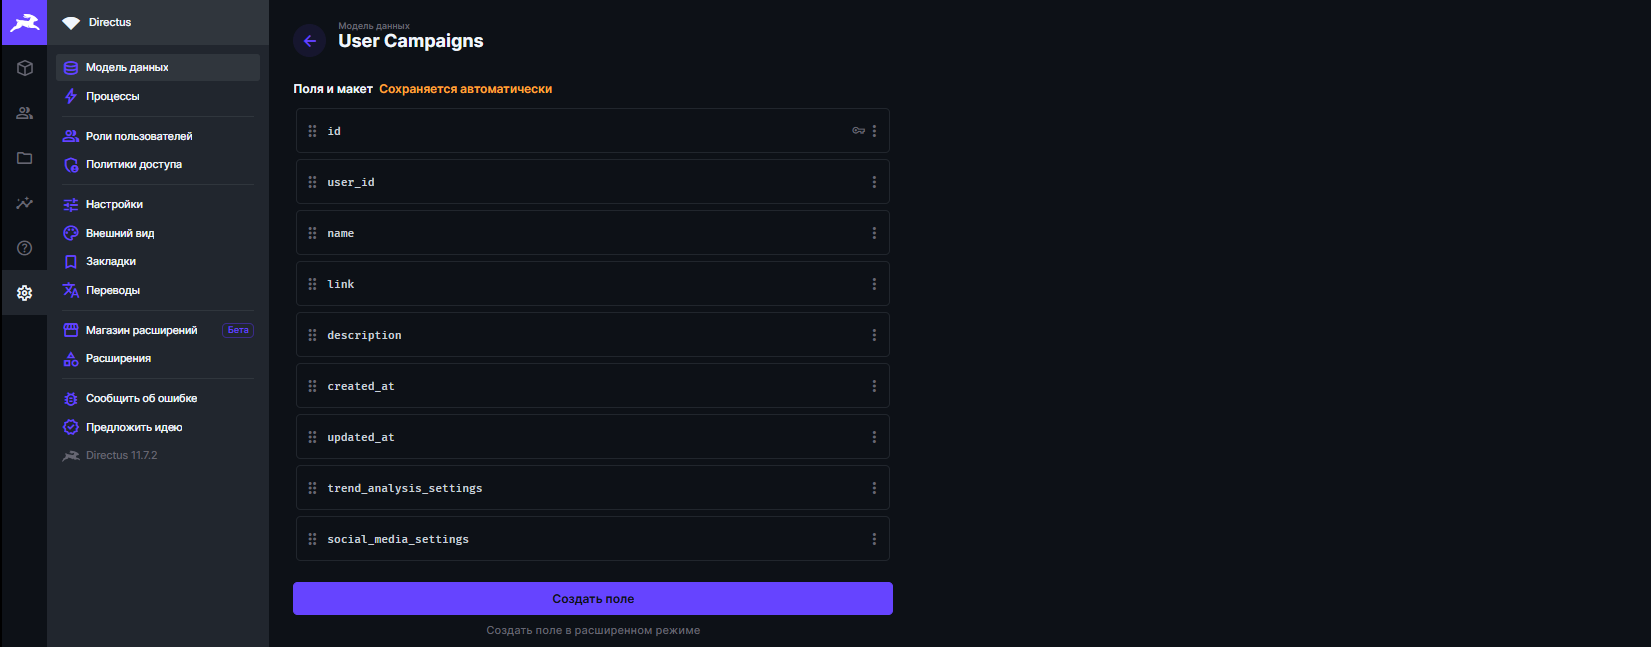 Directus
Модель данных
Процессы
Роли пользователей
Политики доступа
Настройки
Внешний вид
Закладки
Переводы
Магазин расширений Бета
Расширения
Сообщить об ошибке
Предложить идею
Directus 11.7.2
Модель данных
User Campaigns
Поля и макет Сохраняется автоматически
id
user_id
name
link
description
created_at
updated_at
trend_analysis_settings
social_media_settings
Создать поле
Создать поле в расширенном режиме